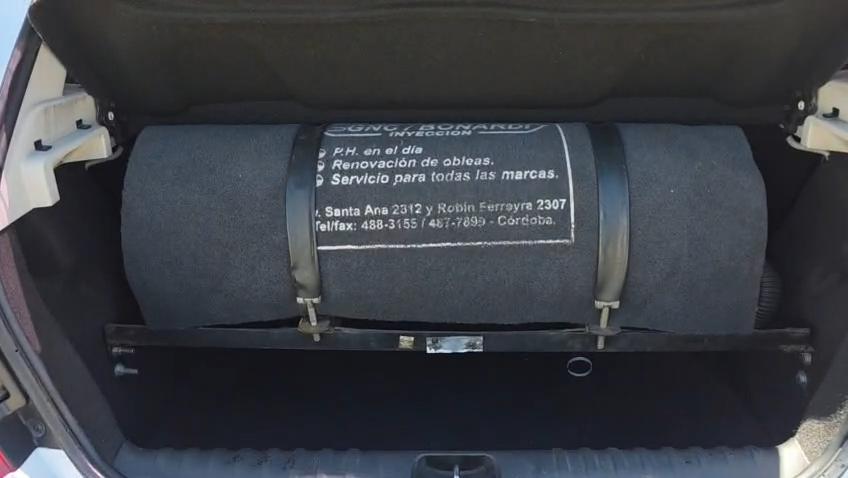 GNC / BONARDI
INYECCION
P.H. en el día
Renovación de obleas.
Servicio para todas las marcas.
. Santa Ana 2312 y Robin Ferreyra 2307
Tel/fax: 488-3155 / 487-7899 - Córdoba.